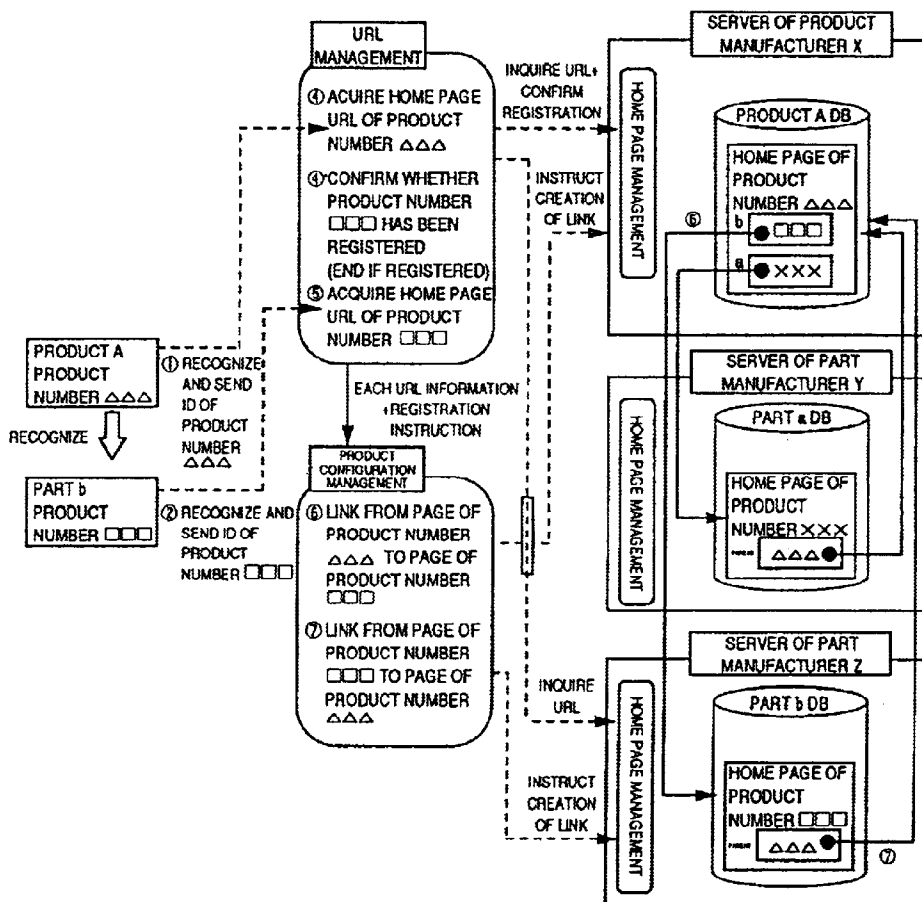 URL
MANAGEMENT
④ ACUIRE HOME PAGE
URL OF PRODUCT
NUMBER △△△
④' CONFIRM WHETHER
PRODUCT NUMBER
□□□ HAS BEEN
REGISTERED
(END IF REGISTERED)
⑤ ACQUIRE HOME PAGE
URL OF PRODUCT
NUMBER □□□
PRODUCT A
PRODUCT
NUMBER △△△
① RECOGNIZE
AND SEND
ID OF
PRODUCT
NUMBER
△△△
RECOGNIZE
PART b
PRODUCT
NUMBER □□□
② RECOGNIZE AND
SEND ID OF
PRODUCT
NUMBER □□□
EACH URL INFORMATION
+REGISTRATION
INSTRUCTION
PRODUCT
CONFIGURATION
MANAGEMENT
⑥ LINK FROM PAGE OF
PRODUCT NUMBER
△△△ TO PAGE OF
PRODUCT NUMBER
□□□
⑦ LINK FROM PAGE OF
PRODUCT NUMBER
□□□ TO PAGE OF
PRODUCT NUMBER
△△△
INQUIRE URL+
CONFIRM
REGISTRATION
INSTRUCT
CREATION
OF LINK
INQUIRE
URL
INSTRUCT
CREATION
OF LINK
SERVER OF PRODUCT
MANUFACTURER X
HOME PAGE MANAGEMENT
PRODUCT A DB
HOME PAGE OF
PRODUCT
NUMBER △△△
b
□□□
a
×××
⑥
SERVER OF PART
MANUFACTURER Y
HOME PAGE MANAGEMENT
PART a DB
HOME PAGE OF
PRODUCT
NUMBER ×××
△△△
SERVER OF PART
MANUFACTURER Z
HOME PAGE MANAGEMENT
PART b DB
HOME PAGE OF
PRODUCT
NUMBER □□□
△△△
⑦